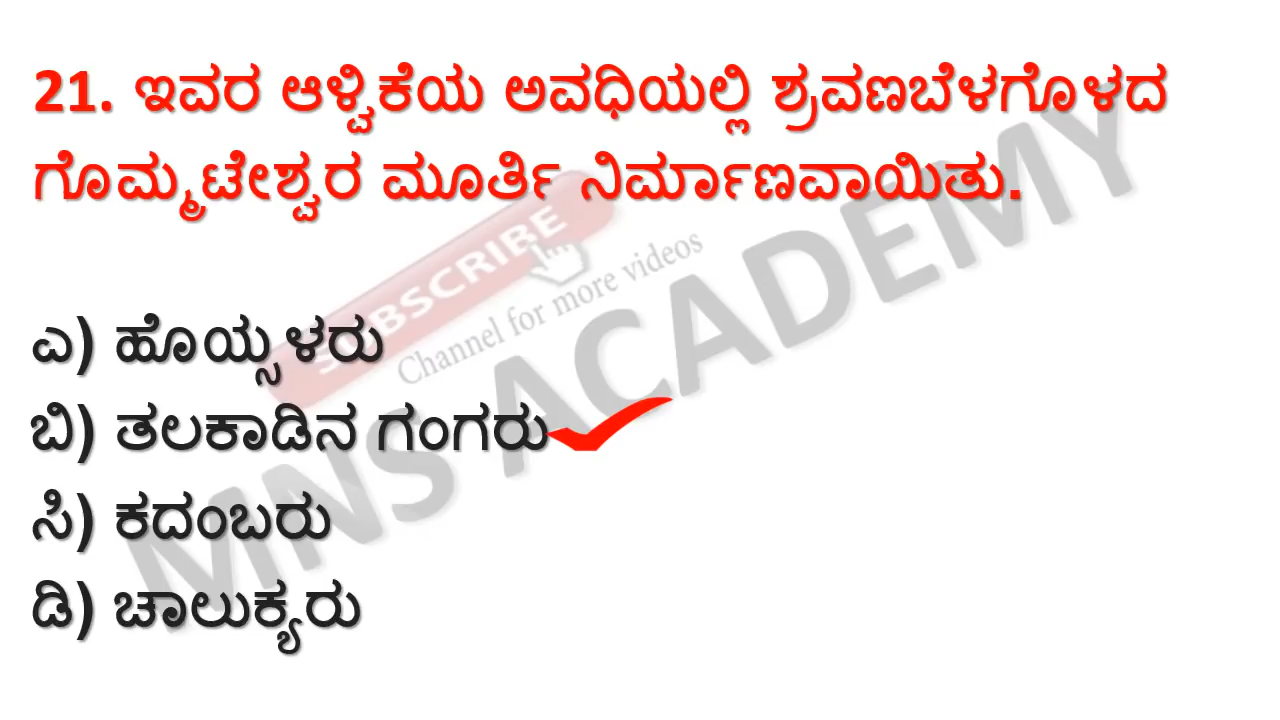 21. ಇವರ ಆಳ್ವಿಕೆಯ ಅವಧಿಯಲ್ಲಿ ಶ್ರವಣಬೆಳಗೊಳದ
ಗೊಮ್ಮಟೇಶ್ವರ ಮೂರ್ತಿ ನಿರ್ಮಾಣವಾಯಿತು.
SUBSCRIBE
Channel for more videos
MNS ACADEMY
ಎ) ಹೊಯ್ಸಳರು
ಬಿ) ತಲಕಾಡಿನ ಗಂಗರು
ಸಿ) ಕದಂಬರು
ಡಿ) ಚಾಲುಕ್ಯರು